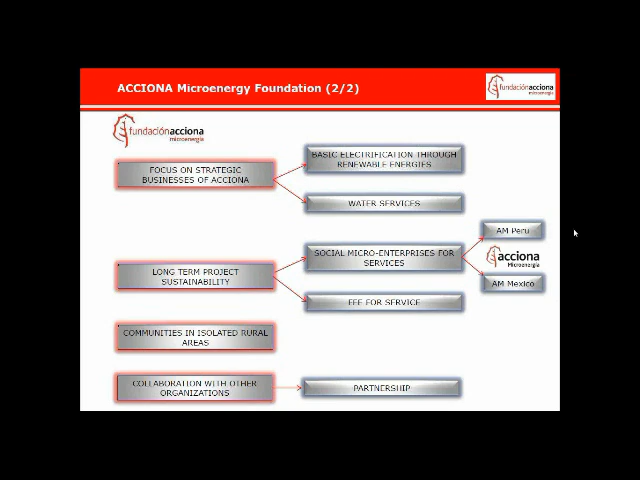 ACCIONA Microenergy Foundation (2/2)
fundaciónacciona
microenergía
fundaciónacciona
microenergía
FOCUS ON STRATEGIC
BUSINESSES OF ACCIONA
BASIC ELECTRIFICATION THROUGH
RENEWABLE ENERGIES
WATER SERVICES
LONG TERM PROJECT
SUSTAINABILITY
SOCIAL MICRO-ENTERPRISES FOR
SERVICES
AM Peru
acciona
Microenergía
AM Mexico
FEE FOR SERVICE
COMMUNITIES IN ISOLATED RURAL
AREAS
COLLABORATION WITH OTHER
ORGANIZATIONS
PARTNERSHIP